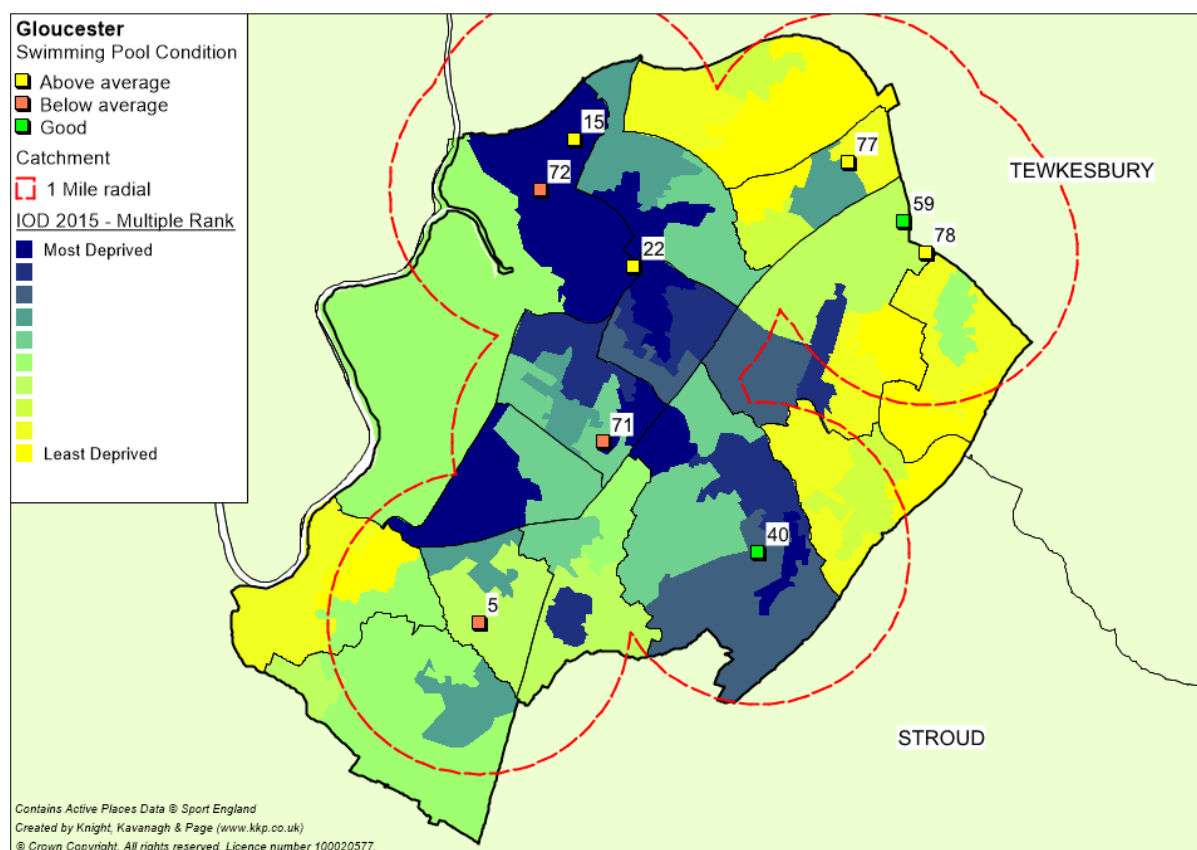 Gloucester
Swimming Pool Condition
Above average
Below average
Good
Catchment
1 Mile radial
IOD 2015 - Multiple Rank
Most Deprived
Least Deprived
15
72
77
TEWKESBURY
59
78
22
71
40
5
STROUD
Contains Active Places Data © Sport England
Created by Knight, Kavanagh & Page (www.kkp.co.uk)
© Crown Copyright. All rights reserved. Licence number 100020577.